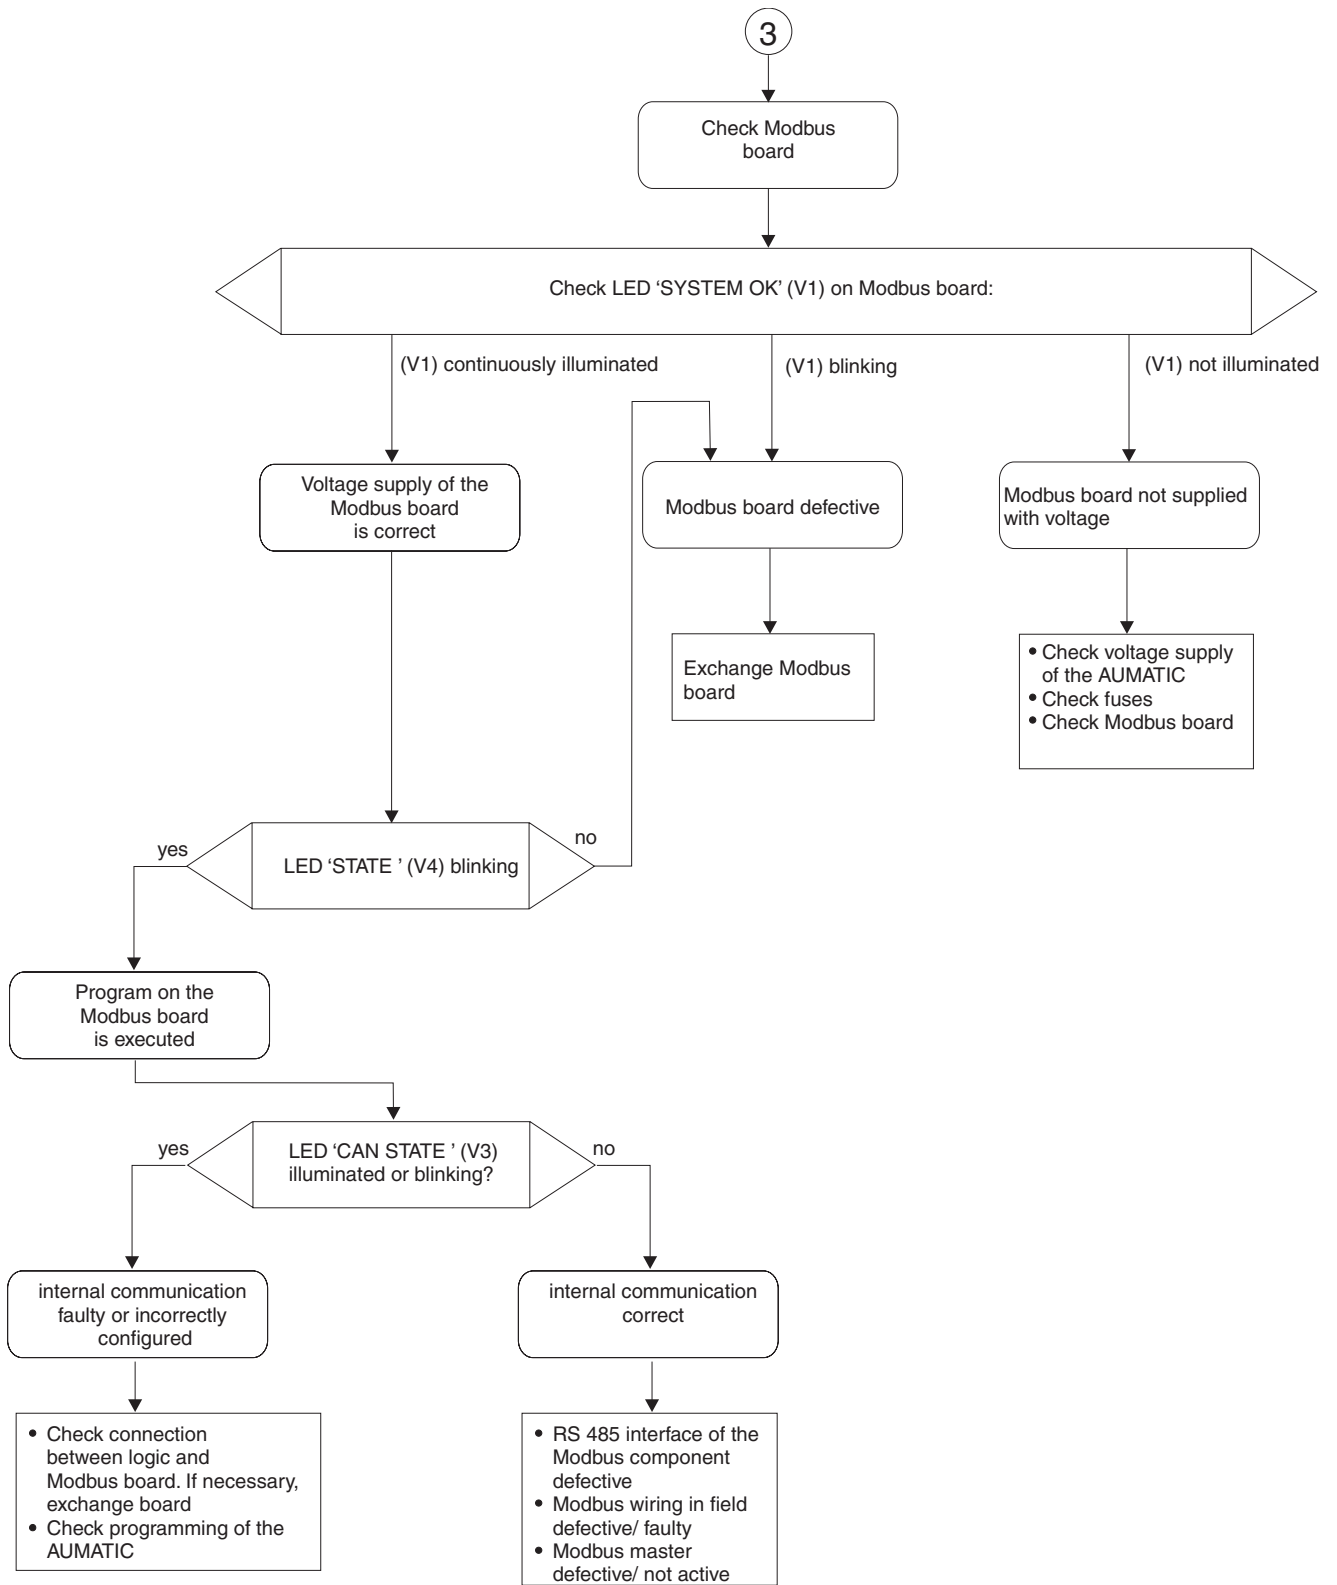 3
Check Modbus
board
Check LED ‘SYSTEM OK’ (V1) on Modbus board:
(V1) continuously illuminated
(V1) blinking
(V1) not illuminated
Voltage supply of the
Modbus board
is correct
Modbus board defective
Modbus board not supplied
with voltage
Exchange Modbus
board
• Check voltage supply
of the AUMATIC
• Check fuses
• Check Modbus board
yes
LED ‘STATE ’ (V4) blinking
no
Program on the
Modbus board
is executed
yes
LED ‘CAN STATE ’ (V3)
illuminated or blinking?
no
internal communication
faulty or incorrectly
configured
internal communication
correct
• Check connection
between logic and
Modbus board. If necessary,
exchange board
• Check programming of the
AUMATIC
• RS 485 interface of the
Modbus component
defective
• Modbus wiring in field
defective/ faulty
• Modbus master
defective/ not active